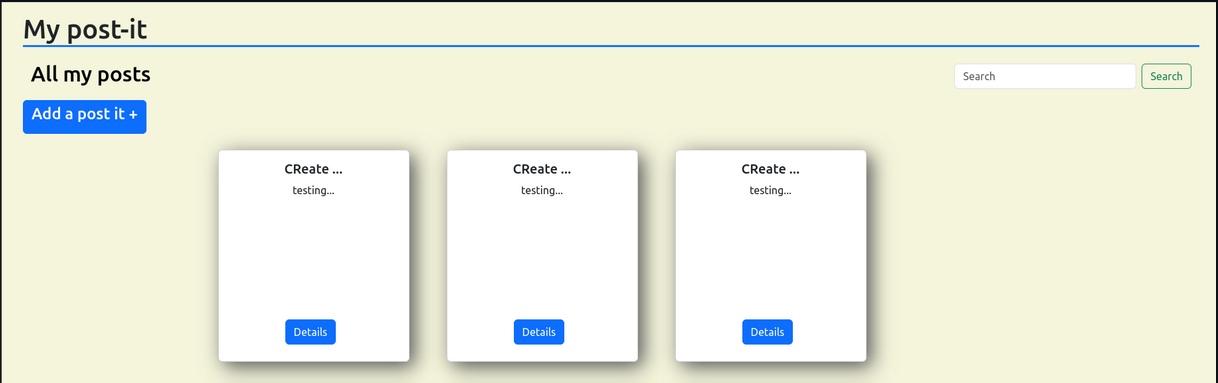 My post-it
All my posts
Search Search
Add a post it +
CReate ... CReate ... CReate ...
testing... testing... testing...
Details Details Details